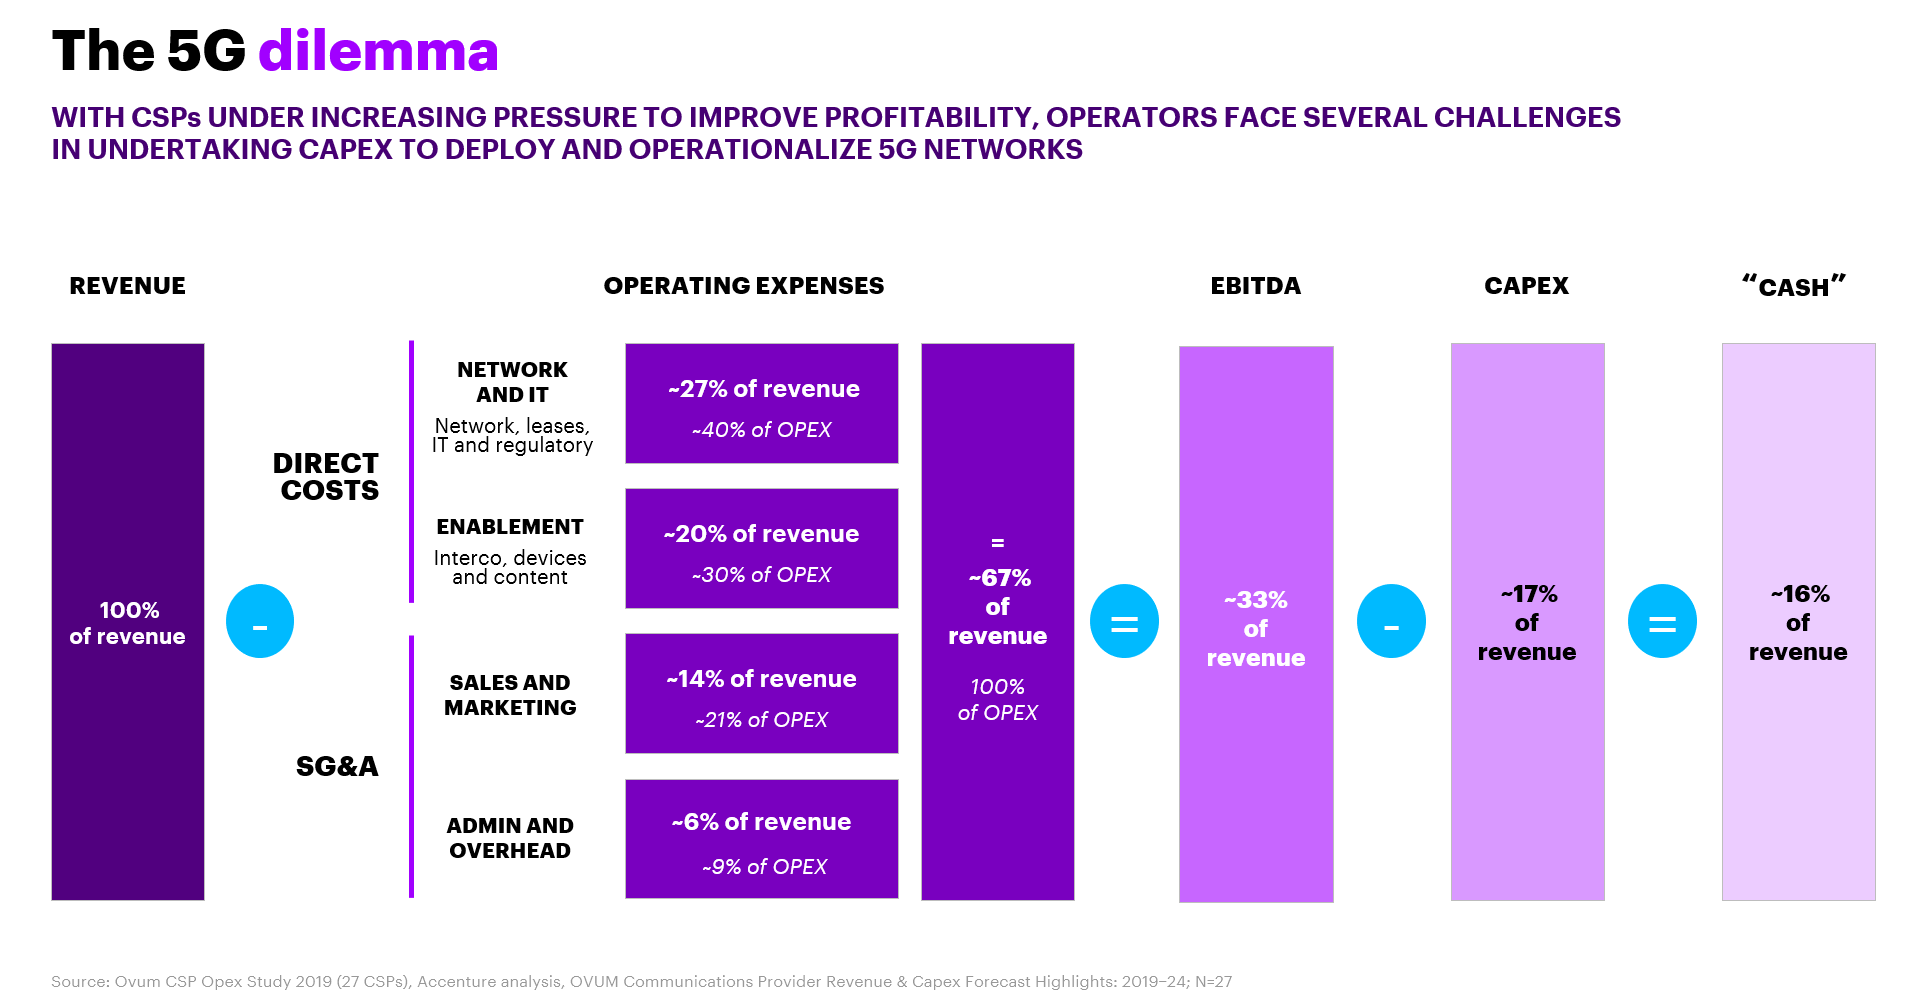 The 5G dilemma
WITH CSPs UNDER INCREASING PRESSURE TO IMPROVE PROFITABILITY, OPERATORS FACE SEVERAL CHALLENGES
IN UNDERTAKING CAPEX TO DEPLOY AND OPERATIONALIZE 5G NETWORKS
REVENUE
100%
of revenue
-
OPERATING EXPENSES
DIRECT
COSTS
NETWORK
AND IT
Network, leases,
IT and regulatory
~27% of revenue
~40% of OPEX
ENABLEMENT
Interco, devices
and content
~20% of revenue
~30% of OPEX
SG&A
SALES AND
MARKETING
~14% of revenue
~21% of OPEX
ADMIN AND
OVERHEAD
~6% of revenue
~9% of OPEX
=
~67%
of
revenue
100%
of OPEX
=
EBITDA
~33%
of
revenue
-
CAPEX
~17%
of
revenue
=
“CASH”
~16%
of
revenue
Source: Ovum CSP Opex Study 2019 (27 CSPs), Accenture analysis, OVUM Communications Provider Revenue & Capex Forecast Highlights: 2019–24; N=27